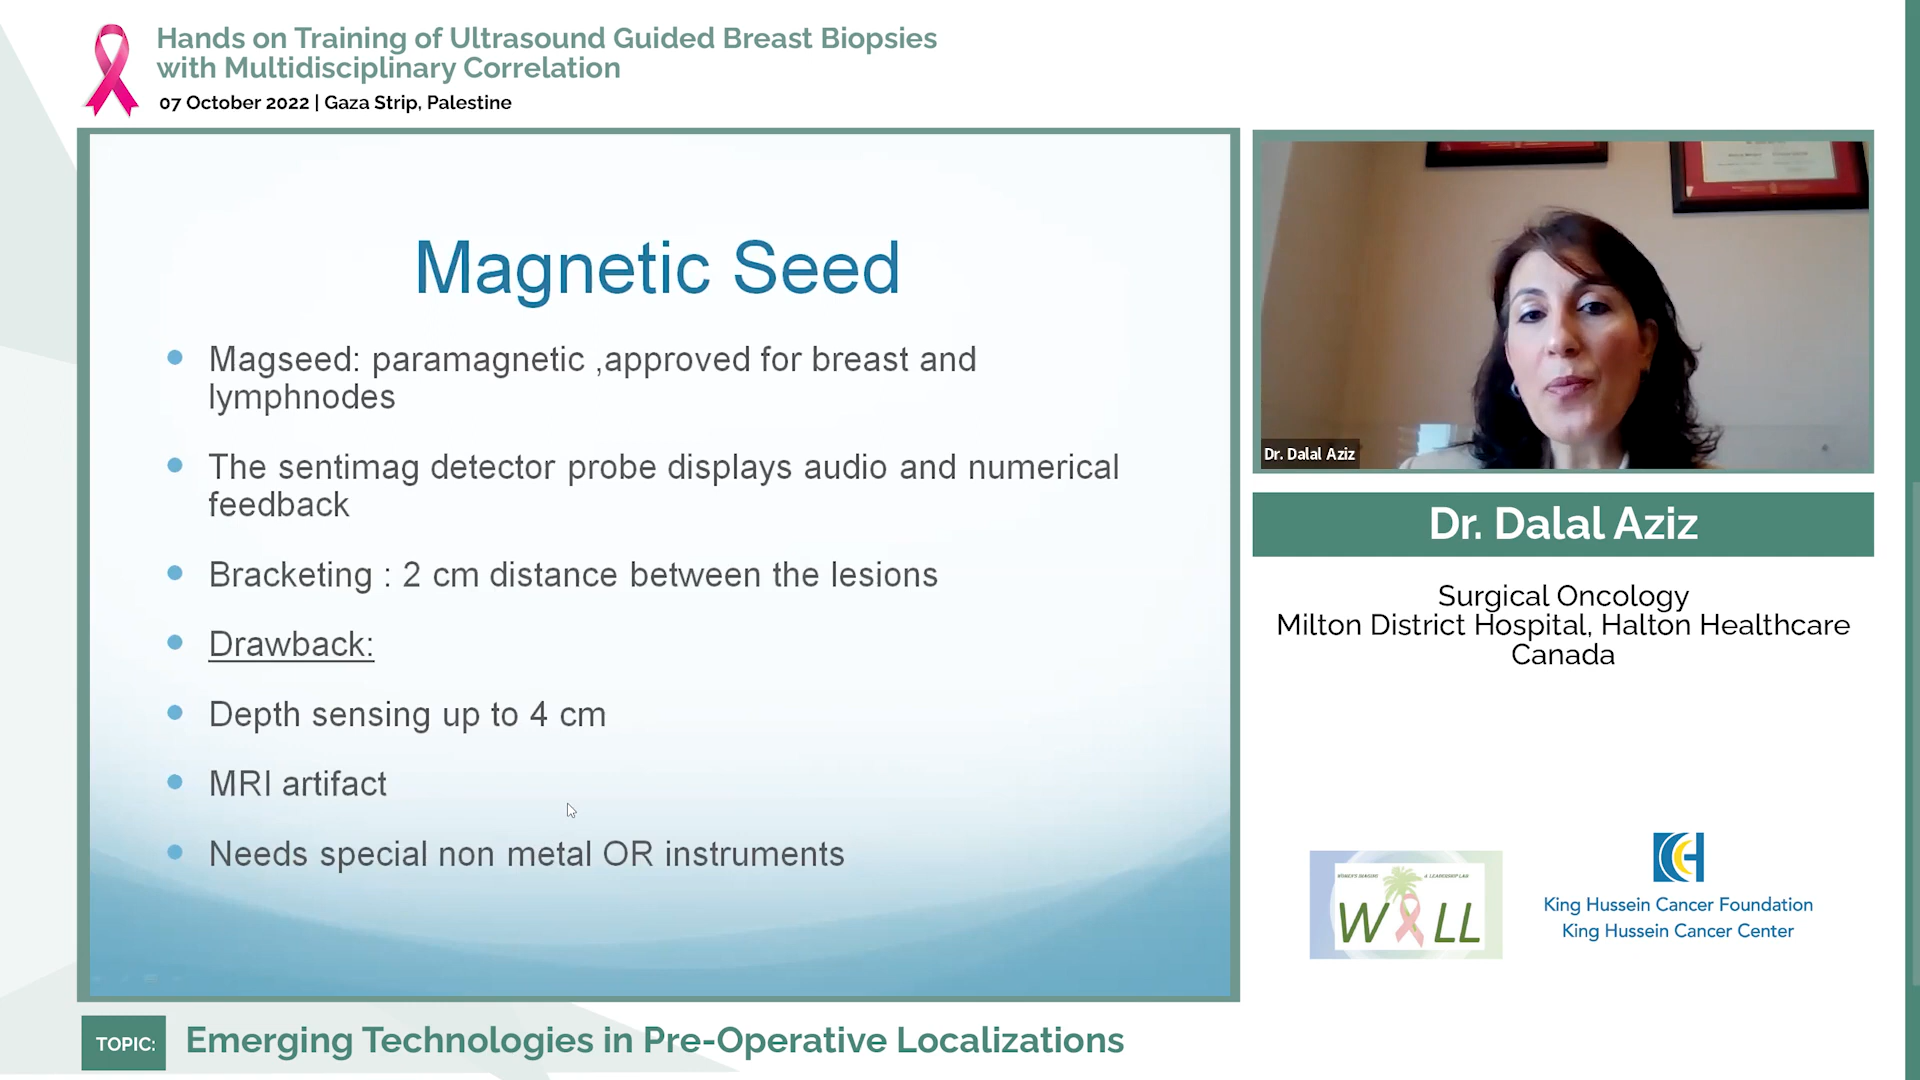 Hands on Training of Ultrasound Guided Breast Biopsies
with Multidisciplinary Correlation
07 October 2022 | Gaza Strip, Palestine
Magnetic Seed
Magseed: paramagnetic ,approved for breast and
lymphnodes
The sentimag detector probe displays audio and numerical
feedback
Bracketing : 2 cm distance between the lesions
Drawback:
Depth sensing up to 4 cm
MRI artifact
Needs special non metal OR instruments
Dr. Dalal Aziz
Dr. Dalal Aziz
Surgical Oncology
Milton District Hospital, Halton Healthcare
Canada
W LL
King Hussein Cancer Foundation
King Hussein Cancer Center
TOPIC:
Emerging Technologies in Pre-Operative Localizations